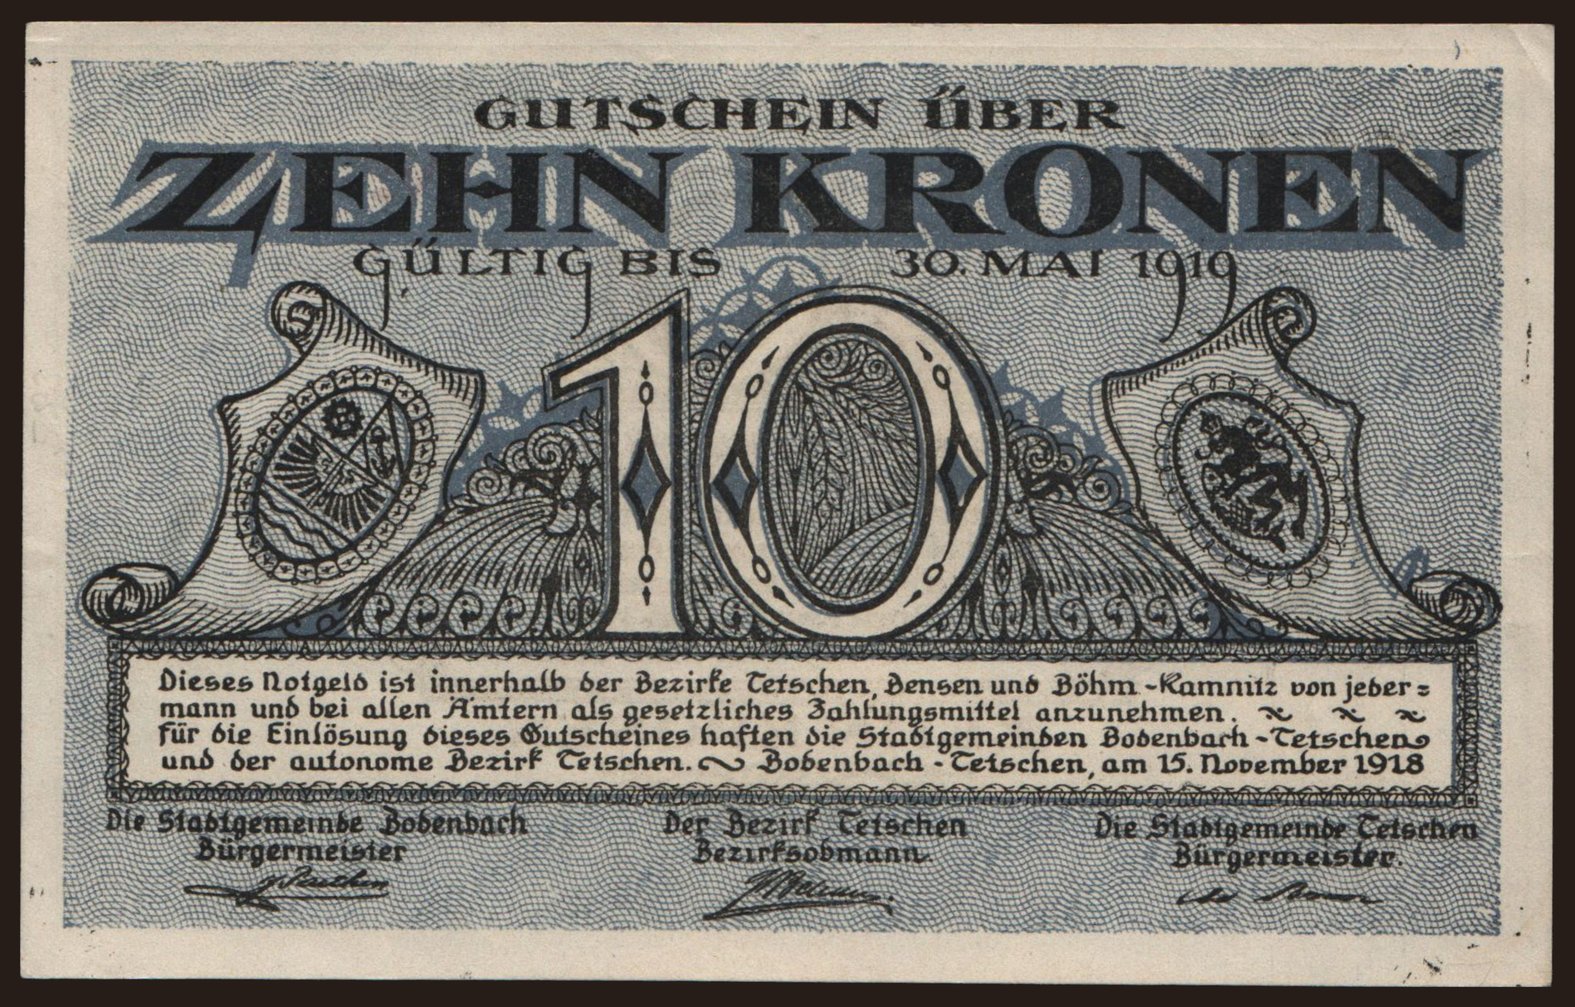 GUTSCHEIN ÜBER
ZEHN KRONEN
GÜLTIG BIS 30. MAI 1919
10
Dieses Notgeld ist innerhalb der Bezirke Tetschen, Bensen und Böhm-Kamnitz von jeder=
mann und bei allen Ämtern als gesetzliches Zahlungsmittel anzunehmen.
für die Einlösung dieses Gutscheines haften die Stadtgemeinden Bodenbach-Tetschen
und der autonome Bezirk Tetschen. Bodenbach-Tetschen, am 15. November 1918
Die Stadtgemeinde Bodenbach
Bürgermeister
Der Bezirk Tetschen
Bezirksobmann
Die Stadtgemeinde Tetschen
Bürgermeister.